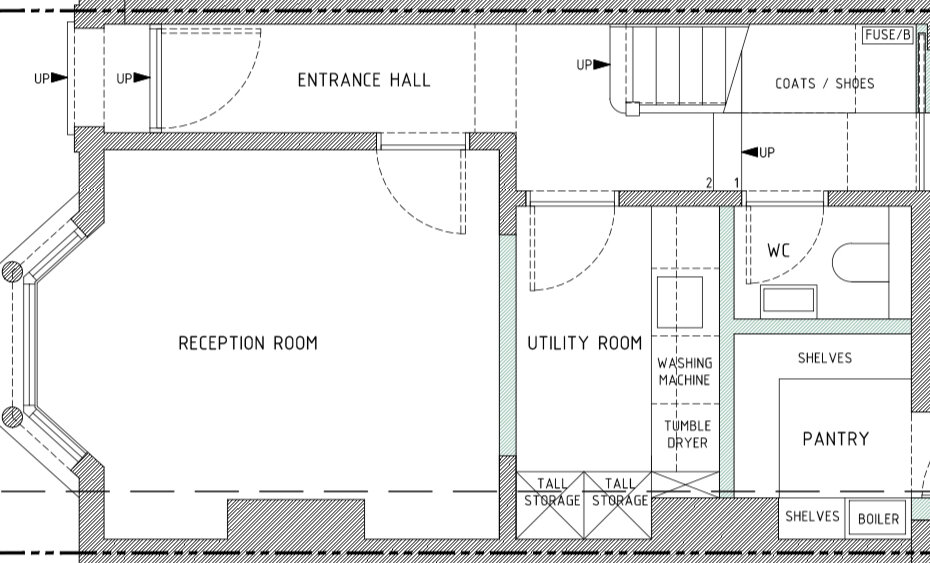 FUSE/B
UP
UP
ENTRANCE HALL
UP
COATS / SHOES
UP
2
1
WC
RECEPTION ROOM
UTILITY ROOM
SHELVES
WASHING
MACHINE
TUMBLE
DRYER
PANTRY
TALL
STORAGE
TALL
STORAGE
SHELVES
BOILER